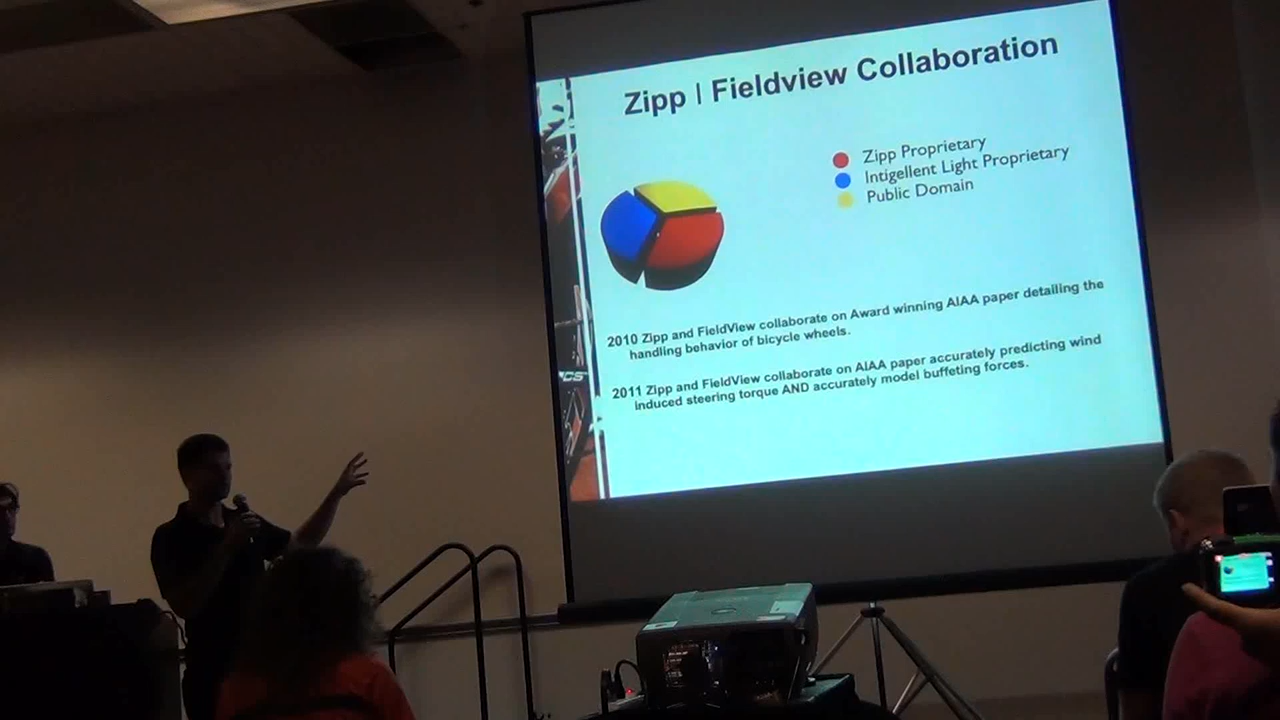 Zipp | Fieldview Collaboration
Zipp Proprietary
Intigellent Light Proprietary
Public Domain
2010 Zipp and FieldView collaborate on Award winning AIAA paper detailing the
handling behavior of bicycle wheels.
2011 Zipp and FieldView collaborate on AIAA paper accurately predicting wind
induced steering torque AND accurately model buffeting forces.